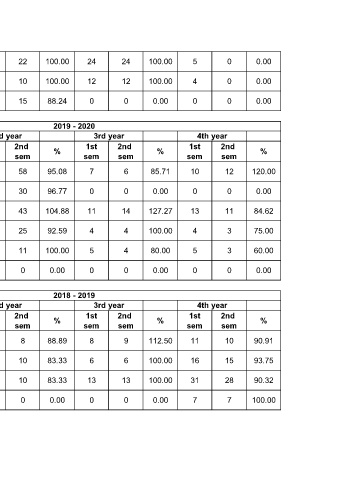 22 100.00 24 24 100.00 5 0 0.00
10 100.00 12 12 100.00 4 0 0.00
15 88.24 0 0 0.00 0 0 0.00
2019 - 2020
d year 3rd year 4th year
2nd sem % 1st sem 2nd sem % 1st sem 2nd sem %
58 95.08 7 6 85.71 10 12 120.00
30 96.77 0 0 0.00 0 0 0.00
43 104.88 11 14 127.27 13 11 84.62
25 92.59 4 4 100.00 4 3 75.00
11 100.00 5 4 80.00 5 3 60.00
0 0.00 0 0 0.00 0 0 0.00
2018 - 2019
d year 3rd year 4th year
2nd sem % 1st sem 2nd sem % 1st sem 2nd sem %
8 88.89 8 9 112.50 11 10 90.91
10 83.33 6 6 100.00 16 15 93.75
10 83.33 13 13 100.00 31 28 90.32
0 0.00 0 0 0.00 7 7 100.00